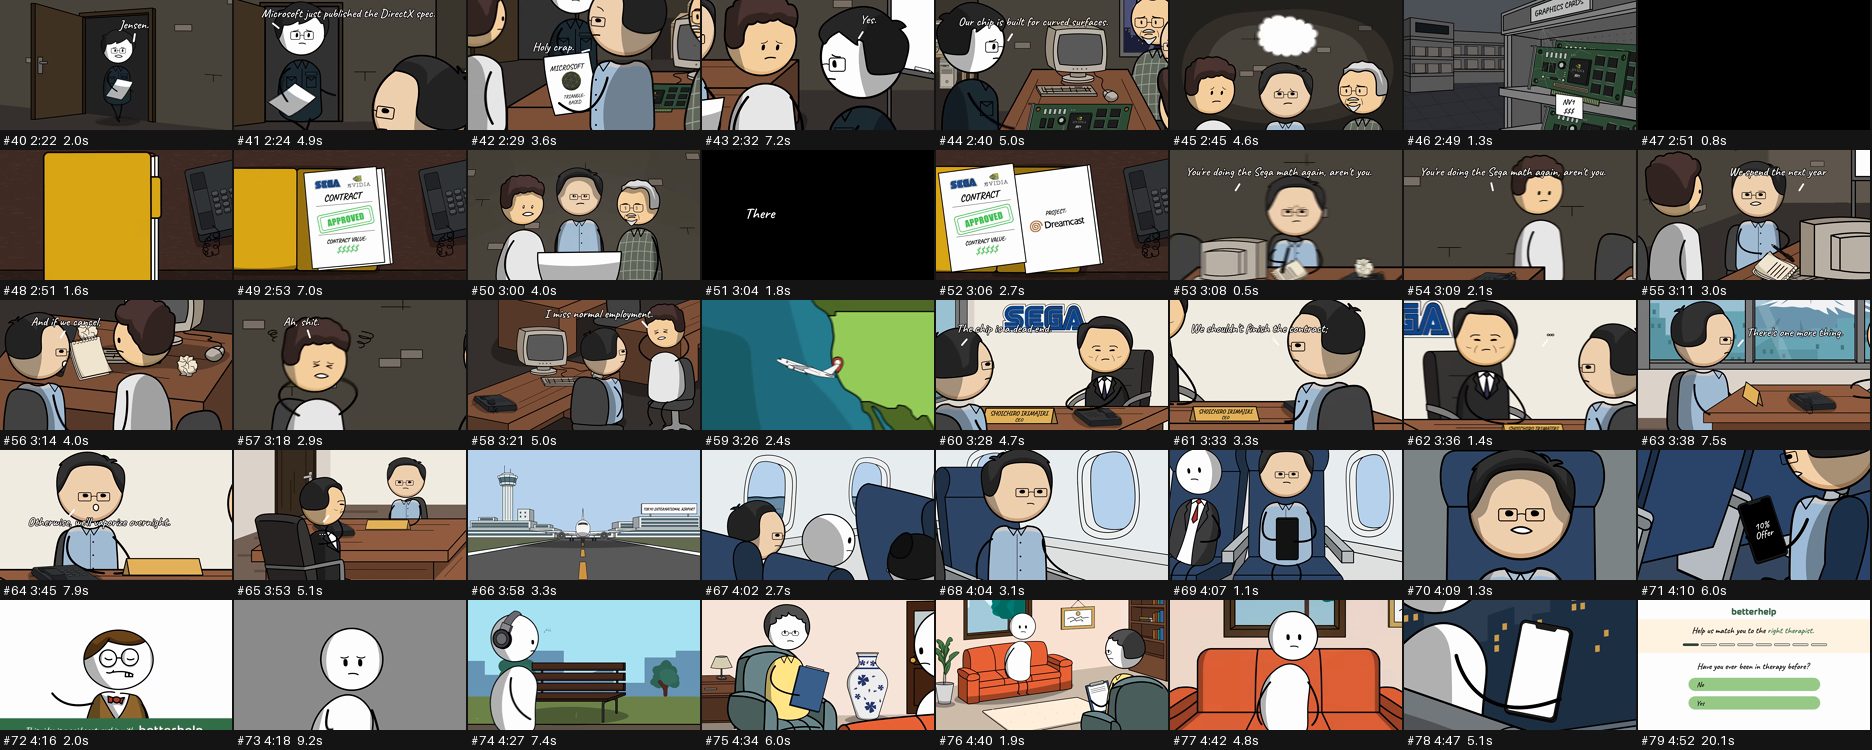 Jensen.
Microsoft just published the DirectX spec.
Holy crap.
MICROSOFT
TRIANGLE-
BASED
Yes.
Our chip is built for curved surfaces.
GRAPHICS CARDS
NV1
$$$
#40 2:22 2.0s
#41 2:24 4.9s
#42 2:29 3.6s
#43 2:32 7.2s
#44 2:40 5.0s
#45 2:45 4.6s
#46 2:49 1.3s
#47 2:51 0.8s
SEGA NVIDIA
CONTRACT
APPROVED
CONTRACT VALUE:
$$$$$
There
SEGA NVIDIA
CONTRACT
APPROVED
CONTRACT VALUE:
$$$$$
PROJECT:
Dreamcast
You're doing the Sega math again, aren't you.
You're doing the Sega math again, aren't you.
We spend the next year
#48 2:51 1.6s
#49 2:53 7.0s
#50 3:00 4.0s
#51 3:04 1.8s
#52 3:06 2.7s
#53 3:08 0.5s
#54 3:09 2.1s
#55 3:11 3.0s
And if we cancel.
Ah, shit.
I miss normal employment.
SEGA
The chip is a dead end.
SHOICHIRO IRIMAJIRI
CEO
We shouldn't finish the contract;
SHOICHIRO IRIMAJIRI
CEO
GA
There's one more thing.
#56 3:14 4.0s
#57 3:18 2.9s
#58 3:21 5.0s
#59 3:26 2.4s
#60 3:28 4.7s
#61 3:33 3.3s
#62 3:36 1.4s
#63 3:38 7.5s
Otherwise, we'll vaporize overnight.
TOKYO INTERNATIONAL AIRPORT
10%
Offer
#64 3:45 7.9s
#65 3:53 5.1s
#66 3:58 3.3s
#67 4:02 2.7s
#68 4:04 3.1s
#69 4:07 1.1s
#70 4:09 1.3s
#71 4:10 6.0s
betterhelp
betterhelp
Help us match you to the right therapist.
Have you ever been in therapy before?
No
Yes
#72 4:16 2.0s
#73 4:18 9.2s
#74 4:27 7.4s
#75 4:34 6.0s
#76 4:40 1.9s
#77 4:42 4.8s
#78 4:47 5.1s
#79 4:52 20.1s